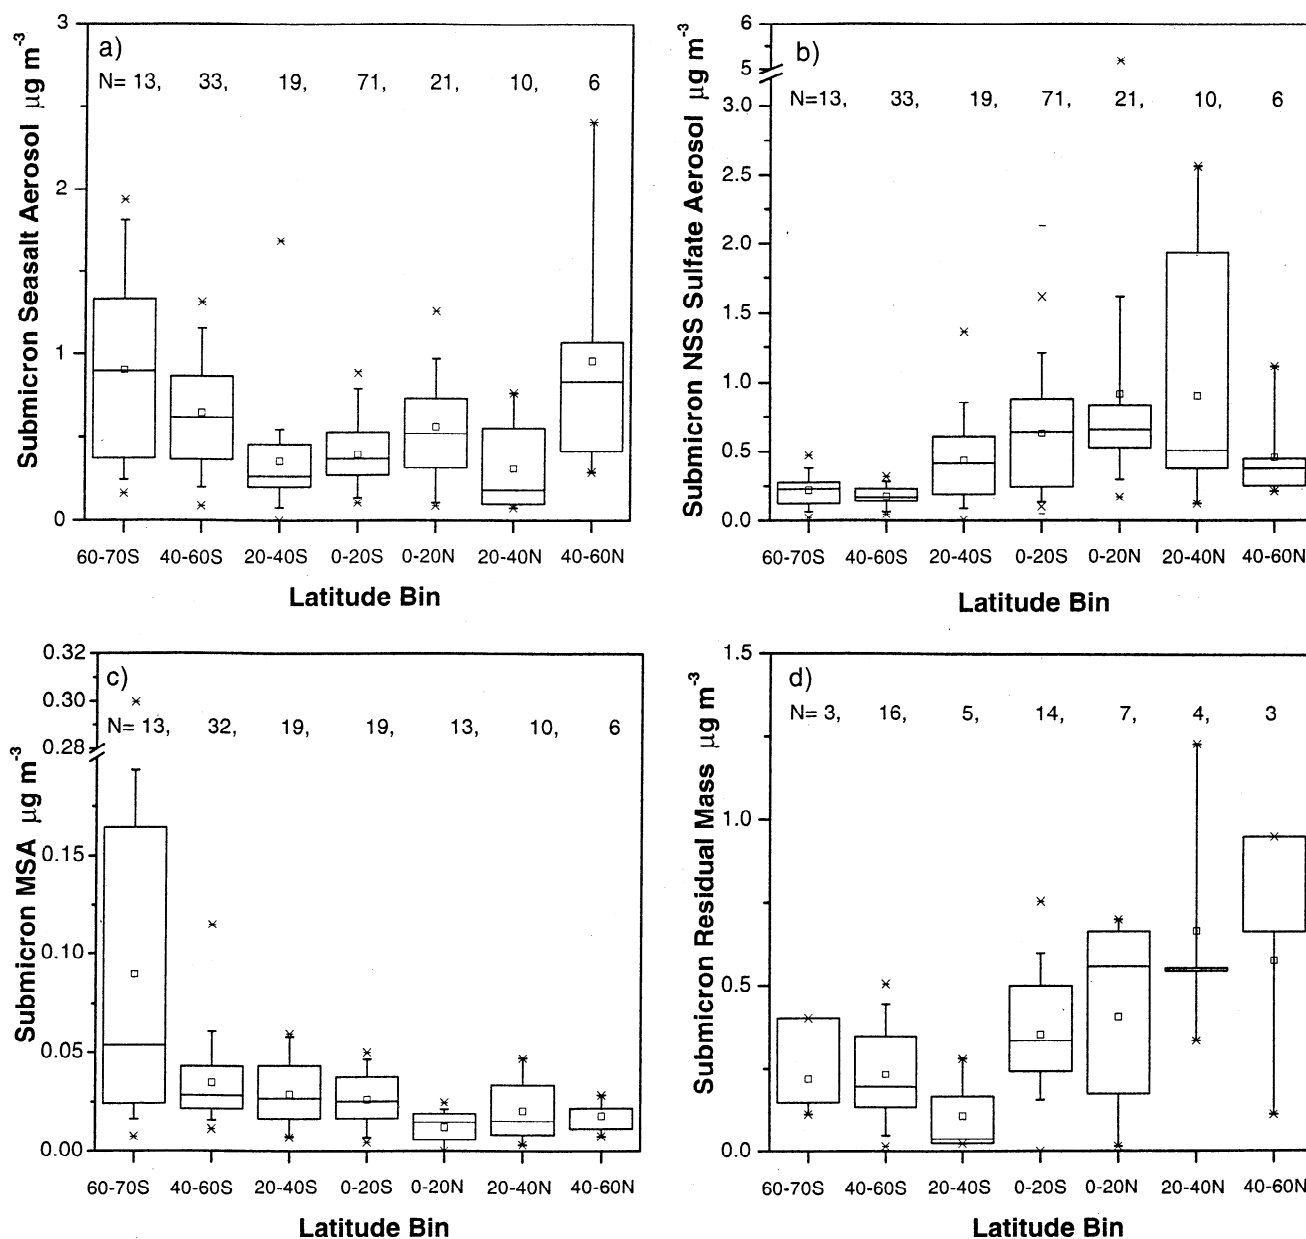 a)
Submicron Seasalt Aerosol µg m-3
3
2
1
0
N= 13, 33, 19, 71, 21, 10, 6
60-70S 40-60S 20-40S 0-20S 0-20N 20-40N 40-60N
Latitude Bin
b)
Submicron NSS Sulfate Aerosol µg m-3
6
5
3.0
2.5
2.0
1.5
1.0
0.5
0.0
N=13, 33, 19, 71, 21, 10, 6
60-70S 40-60S 20-40S 0-20S 0-20N 20-40N 40-60N
Latitude Bin
c)
Submicron MSA µg m-3
0.32
0.30
0.28
0.15
0.10
0.05
0.00
N= 13, 32, 19, 19, 13, 10, 6
60-70S 40-60S 20-40S 0-20S 0-20N 20-40N 40-60N
Latitude Bin
d)
Submicron Residual Mass µg m-3
1.5
1.0
0.5
0.0
N= 3, 16, 5, 14, 7, 4, 3
60-70S 40-60S 20-40S 0-20S 0-20N 20-40N 40-60N
Latitude Bin